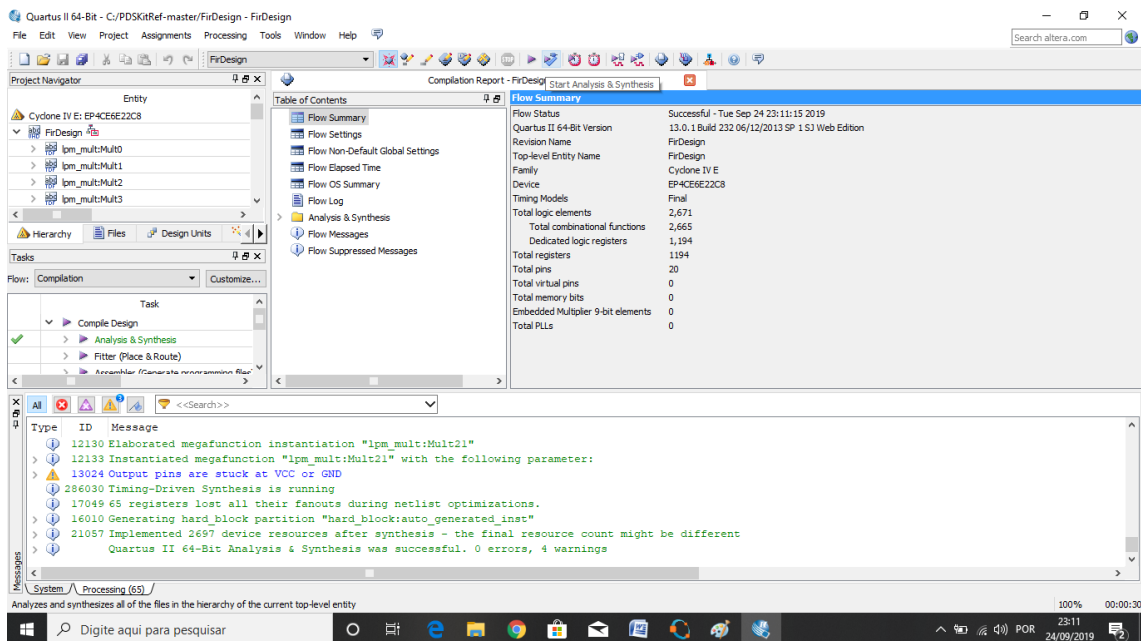 Quartus II 64-Bit - C:/PDSKitRef-master/FirDesign - FirDesign
File Edit View Project Assignments Processing Tools Window Help
Search altera.com
FirDesign
Project Navigator
Entity
Cyclone IV E: EP4CE6E22C8
FirDesign
lpm_mult:Mult0
lpm_mult:Mult1
lpm_mult:Mult2
lpm_mult:Mult3
Hierarchy Files Design Units
Tasks
Flow: Compilation Customize...
Task
Compile Design
Analysis & Synthesis
Fitter (Place & Route)
Assembler (Generate programming files)
Compilation Report - FirDesign
Start Analysis & Synthesis
Table of Contents
Flow Summary
Flow Settings
Flow Non-Default Global Settings
Flow Elapsed Time
Flow OS Summary
Flow Log
Analysis & Synthesis
Flow Messages
Flow Suppressed Messages
Flow Summary
Flow Status Successful - Tue Sep 24 23:11:15 2019
Quartus II 64-Bit Version 13.0.1 Build 232 06/12/2013 SP 1 SJ Web Edition
Revision Name FirDesign
Top-level Entity Name FirDesign
Family Cyclone IV E
Device EP4CE6E22C8
Timing Models Final
Total logic elements 2,671
Total combinational functions 2,665
Dedicated logic registers 1,194
Total registers 1194
Total pins 20
Total virtual pins 0
Total memory bits 0
Embedded Multiplier 9-bit elements 0
Total PLLs 0
All 3 <<Search>>
Type ID Message
12130 Elaborated megafunction instantiation "lpm_mult:Mult21"
12133 Instantiated megafunction "lpm_mult:Mult21" with the following parameter:
13024 Output pins are stuck at VCC or GND
286030 Timing-Driven Synthesis is running
17049 65 registers lost all their fanouts during netlist optimizations.
16010 Generating hard_block partition "hard_block:auto_generated_inst"
21057 Implemented 2697 device resources after synthesis - the final resource count might be different
Quartus II 64-Bit Analysis & Synthesis was successful. 0 errors, 4 warnings
Messages
System Processing (65)
Analyzes and synthesizes all of the files in the hierarchy of the current top-level entity
100% 00:00:30
Digite aqui para pesquisar
POR
23:11
24/09/2019